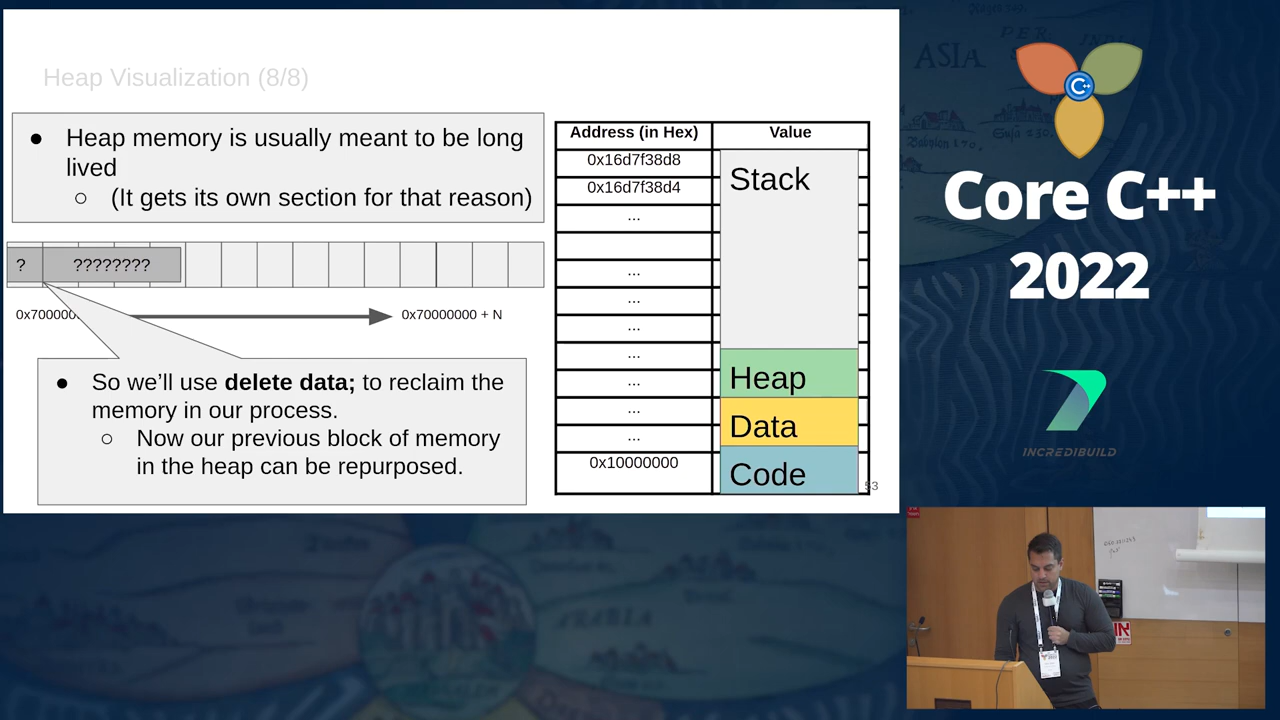 Heap Visualization (8/8)
● Heap memory is usually meant to be long
lived
○ (It gets its own section for that reason)
? ????????
0x700000
0x70000000 + N
● So we’ll use delete data; to reclaim the
memory in our process.
○ Now our previous block of memory
in the heap can be repurposed.
Address (in Hex) Value
0x16d7f38d8
0x16d7f38d4
...
...
...
...
...
...
...
...
0x10000000
Stack
Heap
Data
Code
53
C++
Core C++
2022
INCREDIBUILD
ASIA